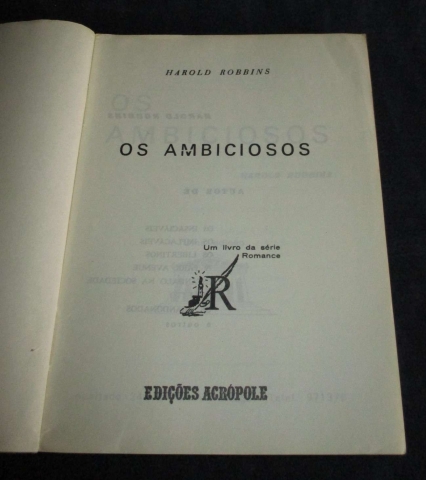 HAROLD ROBBINS
OS AMBICIOSOS
Um livro da série
Romance
R
EDIÇÕES ACRÓPOLE